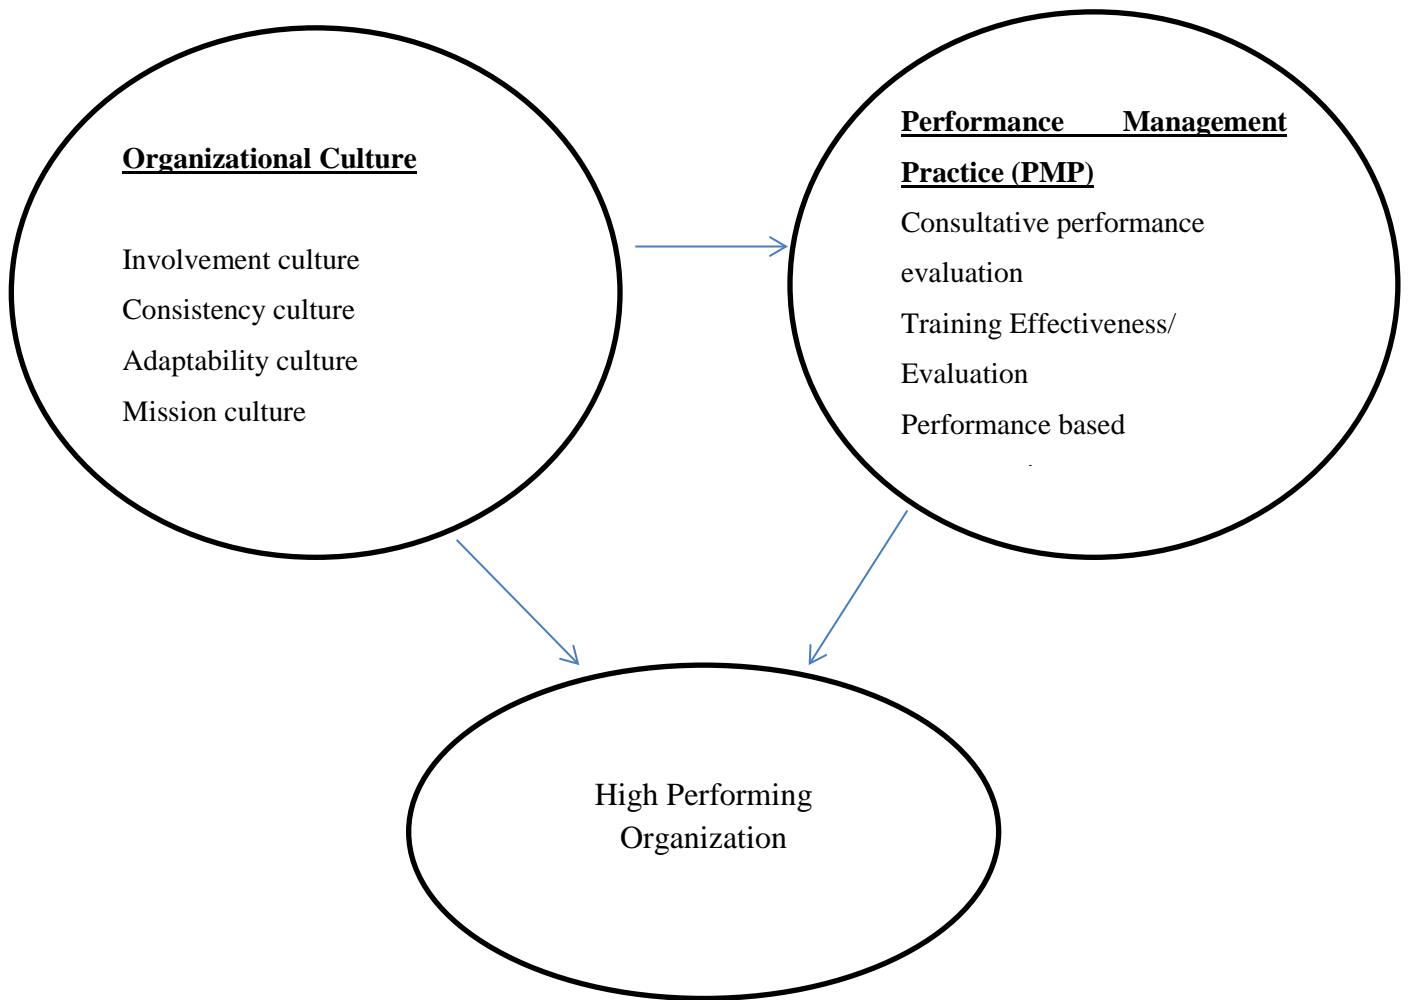 Organizational Culture
Involvement culture
Consistency culture
Adaptability culture
Mission culture
Performance Management
Practice (PMP)
Consultative performance
evaluation
Training Effectiveness/
Evaluation
Performance based
High Performing
Organization